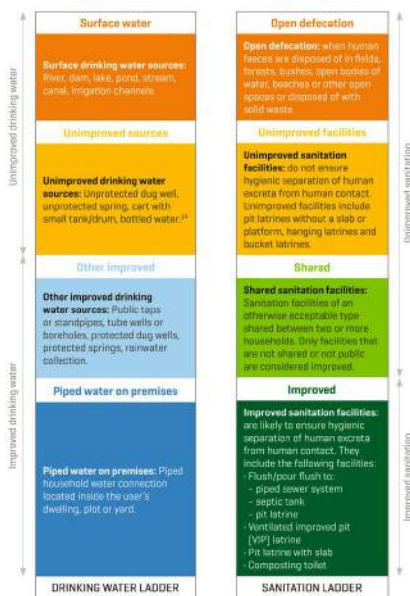 Surface water
Surface drinking water sources:
River, dam, lake, pond, stream,
canal, irrigation channels.
Unimproved sources
Unimproved drinking water
sources: Unprotected dug well,
unprotected spring, cart with
small tank/drum, bottled water.
Other improved
Other improved drinking
water sources: Public taps
or standpipes, tube wells or
boreholes, protected dug wells,
protected springs, rainwater
collection.
Piped water on premises
Piped water on premises: Piped
household water connection
located inside the user's
dwelling, plot or yard.
DRINKING WATER LADDER
Unimproved drinking water
Improved drinking water
Open defecation
Open defecation: when human
faeces are disposed of in fields,
forests, bushes, open bodies of
water, beaches or other open
spaces or disposed of with
solid waste.
Unimproved facilities
Unimproved sanitation
facilities: do not ensure
hygienic separation of human
excreta from human contact.
Unimproved facilities include
pit latrines without a slab or
platform, hanging latrines and
bucket latrines.
Shared
Shared sanitation facilities:
Sanitation facilities of an
otherwise acceptable type
shared between two or more
households. Only facilities that
are not shared or not public
are considered improved.
Improved
Improved sanitation facilities:
are likely to ensure hygienic
separation of human excreta
from human contact. They
include the following facilities:
- Flush/pour flush to:
– piped sewer system
– septic tank
– pit latrine
- Ventilated improved pit
(VIP) latrine
- Pit latrine with slab
- Composting toilet
SANITATION LADDER
Unimproved sanitation
Improved sanitation